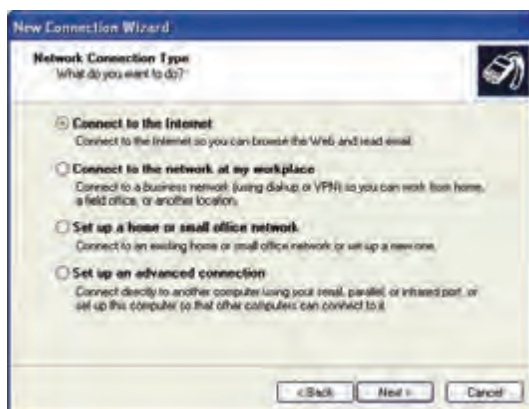 New Connection Wizard
Network Connection Type
What do you want to do?
Connect to the Internet
Connect to the Internet so you can browse the Web and read email.
Connect to the network at my workplace
Connect to a business network (using dial-up or VPN) so you can work from home,
a field office, or another location.
Set up a home or small office network
Connect to an existing home or small office network or set up a new one.
Set up an advanced connection
Connect directly to another computer using your serial, parallel, or infrared port, or
set up this computer so that other computers can connect to it.
< Back
Next >
Cancel